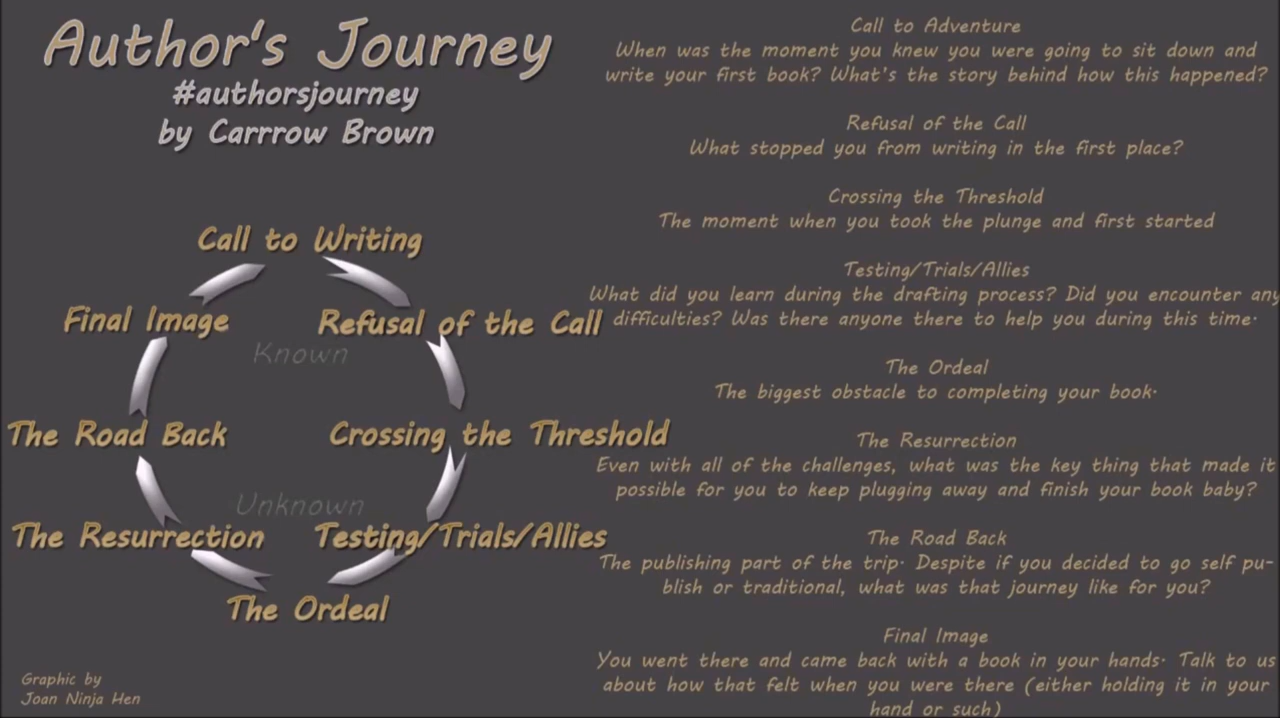 Author's Journey
#authorsjourney
by Carrrow Brown
Call to Writing
Final Image
Refusal of the Call
Known
The Road Back
Crossing the Threshold
Unknown
The Resurrection
Testing/Trials/Allies
The Ordeal
Graphic by
Joan Ninja Hen
Call to Adventure
When was the moment you knew you were going to sit down and
write your first book? What's the story behind how this happened?
Refusal of the Call
What stopped you from writing in the first place?
Crossing the Threshold
The moment when you took the plunge and first started
Testing/Trials/Allies
What did you learn during the drafting process? Did you encounter any
difficulties? Was there anyone there to help you during this time.
The Ordeal
The biggest obstacle to completing your book.
The Resurrection
Even with all of the challenges, what was the key thing that made it
possible for you to keep plugging away and finish your book baby?
The Road Back
The publishing part of the trip. Despite if you decided to go self pu-
blish or traditional, what was that journey like for you?
Final Image
You went there and came back with a book in your hands. Talk to us
about how that felt when you were there (either holding it in your
hand or such)